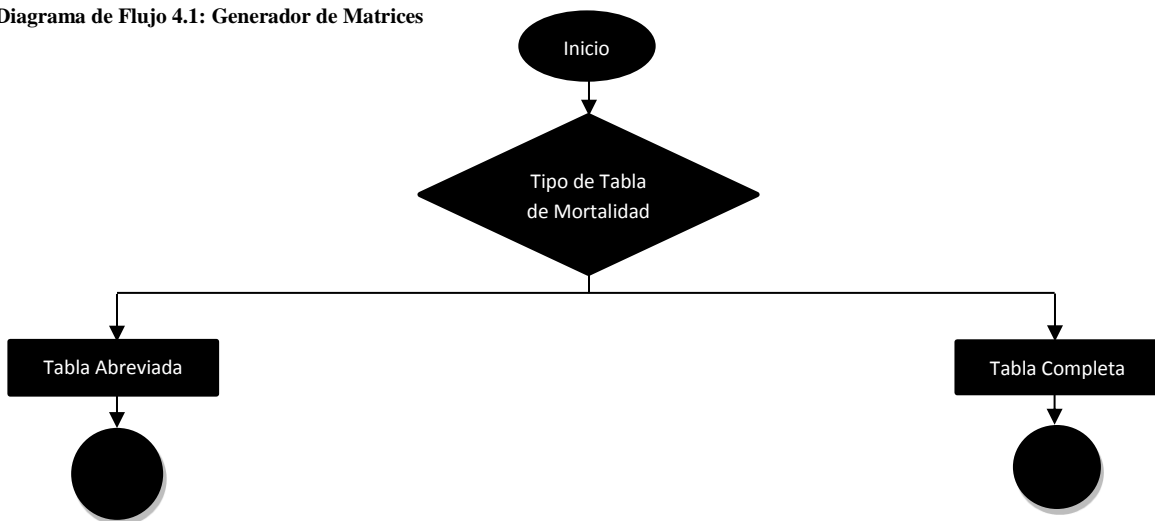 Diagrama de Flujo 4.1: Generador de Matrices
Inicio
Tipo de Tabla
de Mortalidad
Tabla Abreviada
Tabla Completa